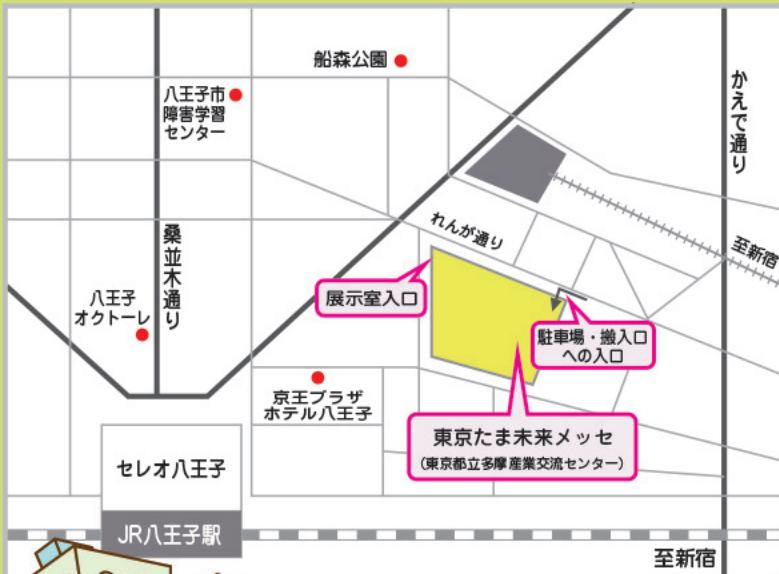 船森公園
八王子市
障害学習
センター
かえで通り
桑並木通り
れんが通り
至新宿
展示室入口
八王子
オクトーレ
駐車場・搬入口
への入口
京王プラザ
ホテル八王子
東京たま未来メッセ
(東京都立多摩産業交流センター)
セレオ八王子
JR八王子駅
至新宿